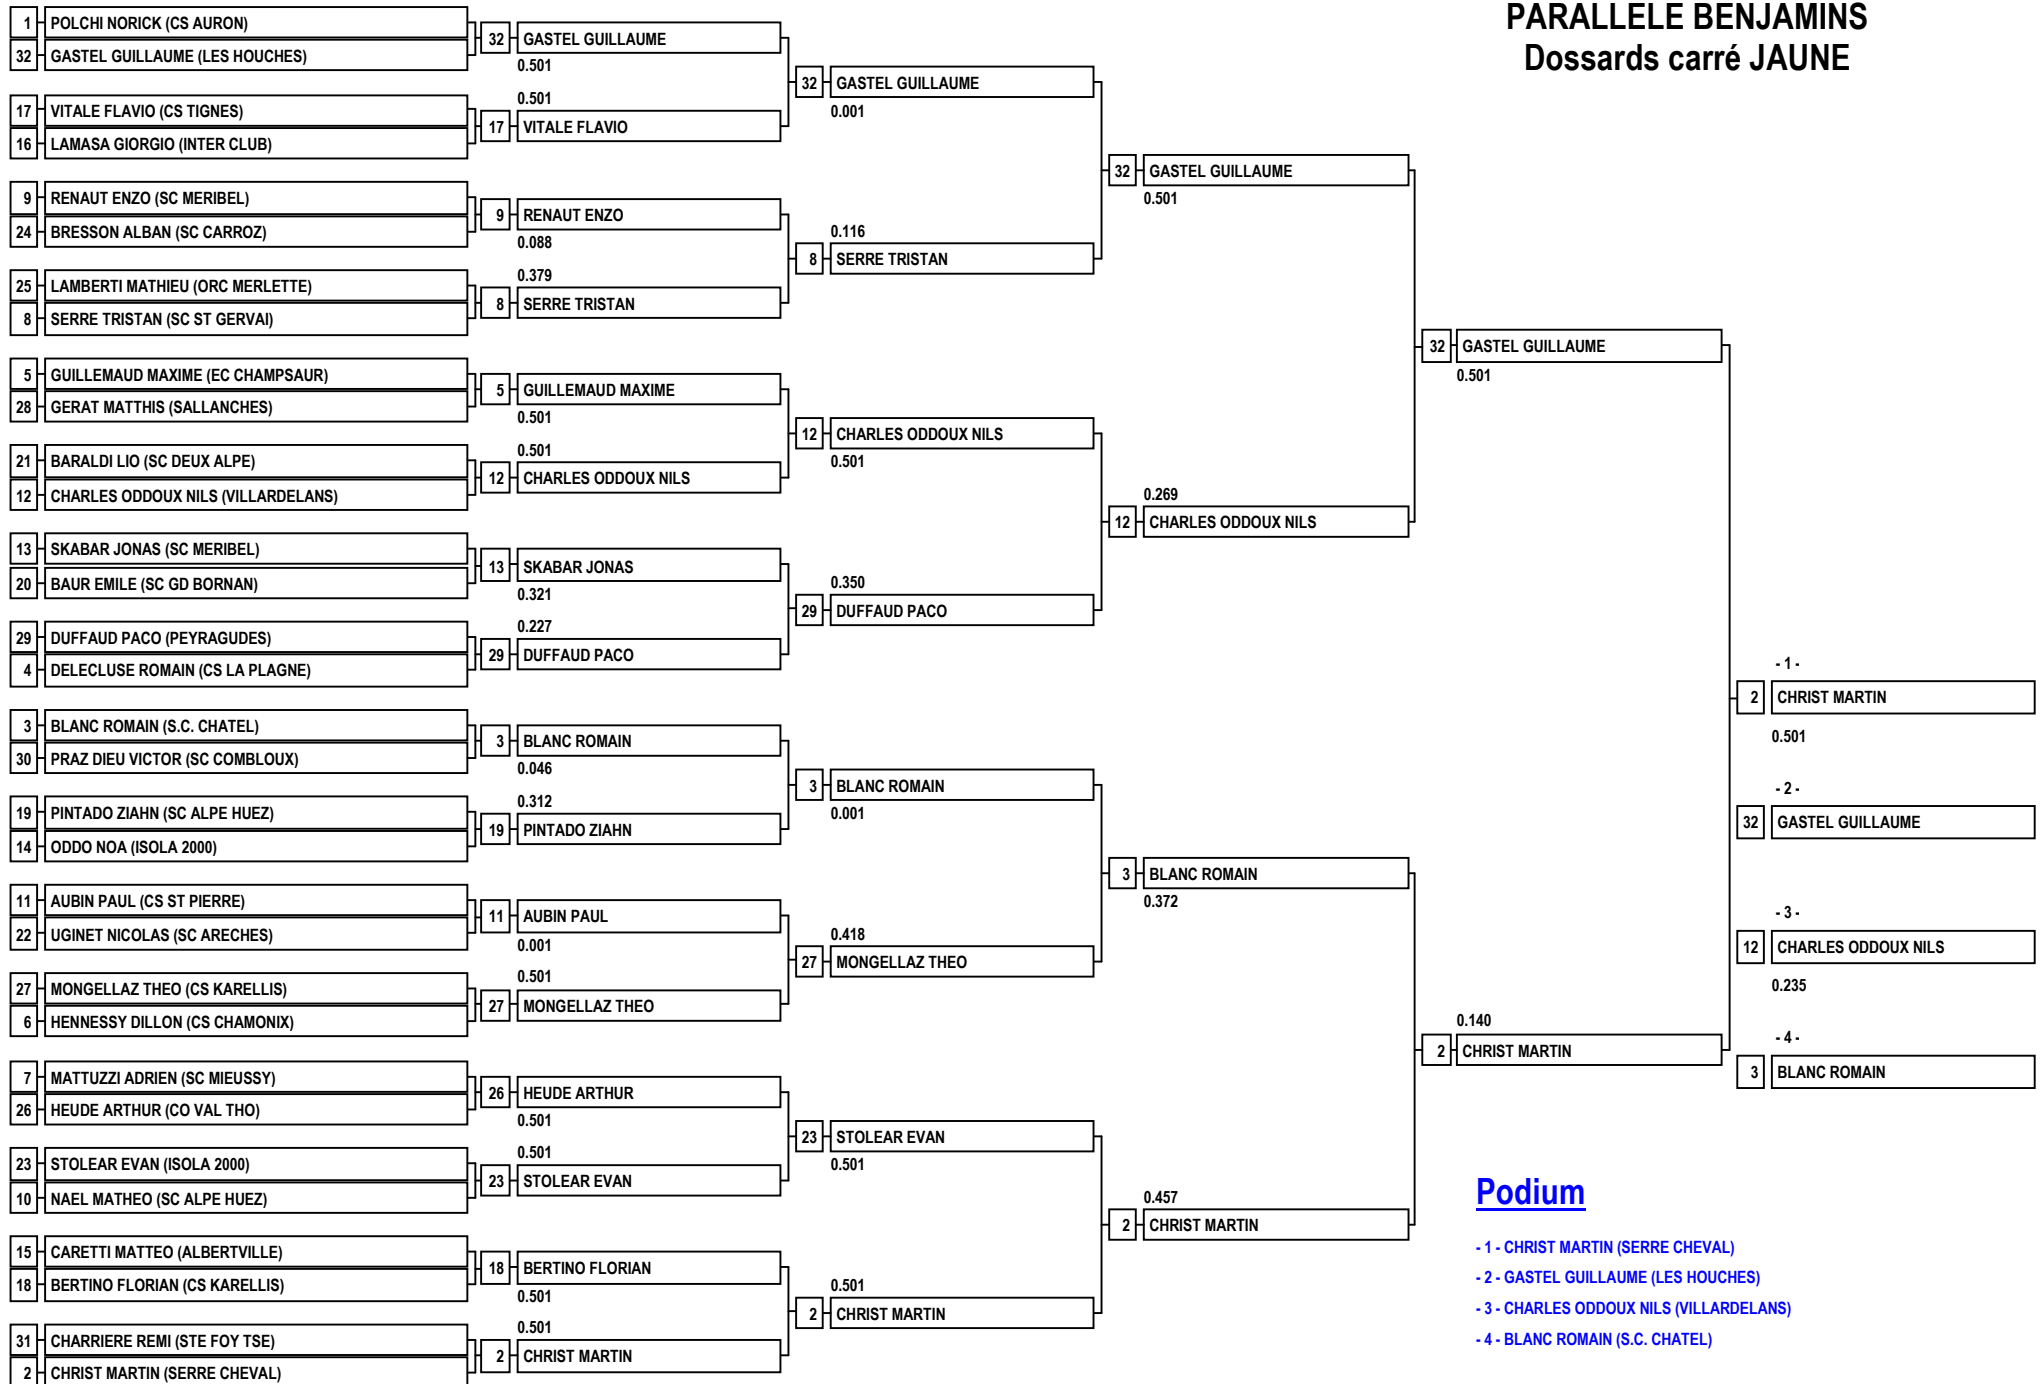 PARALLELE BENJAMINS
Dossards carré JAUNE
1 POLCHI NORICK (CS AURON)
32 GASTEL GUILLAUME (LES HOUCHES)
17 VITALE FLAVIO (CS TIGNES)
16 LAMASA GIORGIO (INTER CLUB)
9 RENAUT ENZO (SC MERIBEL)
24 BRESSON ALBAN (SC CARROZ)
25 LAMBERTI MATHIEU (ORC MERLETTE)
8 SERRE TRISTAN (SC ST GERVAI)
5 GUILLEMAUD MAXIME (EC CHAMPSAUR)
28 GERAT MATTHIS (SALLANCHES)
21 BARALDI LIO (SC DEUX ALPE)
12 CHARLES ODDOUX NILS (VILLARDELANS)
13 SKABAR JONAS (SC MERIBEL)
20 BAUR EMILE (SC GD BORNAN)
29 DUFFAUD PACO (PEYRAGUDES)
4 DELECLUSE ROMAIN (CS LA PLAGNE)
3 BLANC ROMAIN (S.C. CHATEL)
30 PRAZ DIEU VICTOR (SC COMBLOUX)
19 PINTADO ZIAHN (SC ALPE HUEZ)
14 ODDO NOA (ISOLA 2000)
11 AUBIN PAUL (CS ST PIERRE)
22 UGINET NICOLAS (SC ARECHES)
27 MONGELLAZ THEO (CS KARELLIS)
6 HENNESSY DILLON (CS CHAMONIX)
7 MATTUZZI ADRIEN (SC MIEUSSY)
26 HEUDE ARTHUR (CO VAL THO)
23 STOLEAR EVAN (ISOLA 2000)
10 NAEL MATHEO (SC ALPE HUEZ)
15 CARETTI MATTEO (ALBERTVILLE)
18 BERTINO FLORIAN (CS KARELLIS)
31 CHARRIERE REMI (STE FOY TSE)
2 CHRIST MARTIN (SERRE CHEVAL)
32 GASTEL GUILLAUME
0.501
0.501
17 VITALE FLAVIO
9 RENAUT ENZO
0.088
0.379
8 SERRE TRISTAN
5 GUILLEMAUD MAXIME
0.501
0.501
12 CHARLES ODDOUX NILS
13 SKABAR JONAS
0.321
0.227
29 DUFFAUD PACO
3 BLANC ROMAIN
0.046
0.312
19 PINTADO ZIAHN
11 AUBIN PAUL
0.001
0.501
27 MONGELLAZ THEO
26 HEUDE ARTHUR
0.501
0.501
23 STOLEAR EVAN
18 BERTINO FLORIAN
0.501
0.501
2 CHRIST MARTIN
32 GASTEL GUILLAUME
0.001
0.116
8 SERRE TRISTAN
12 CHARLES ODDOUX NILS
0.501
0.350
29 DUFFAUD PACO
3 BLANC ROMAIN
0.001
0.418
27 MONGELLAZ THEO
23 STOLEAR EVAN
0.501
0.501
2 CHRIST MARTIN
32 GASTEL GUILLAUME
0.501
0.269
12 CHARLES ODDOUX NILS
3 BLANC ROMAIN
0.372
0.457
2 CHRIST MARTIN
32 GASTEL GUILLAUME
0.501
0.140
2 CHRIST MARTIN
- 1 -
2 CHRIST MARTIN
0.501
- 2 -
32 GASTEL GUILLAUME
- 3 -
12 CHARLES ODDOUX NILS
0.235
- 4 -
3 BLANC ROMAIN
Podium
- 1 - CHRIST MARTIN (SERRE CHEVAL)
- 2 - GASTEL GUILLAUME (LES HOUCHES)
- 3 - CHARLES ODDOUX NILS (VILLARDELANS)
- 4 - BLANC ROMAIN (S.C. CHATEL)